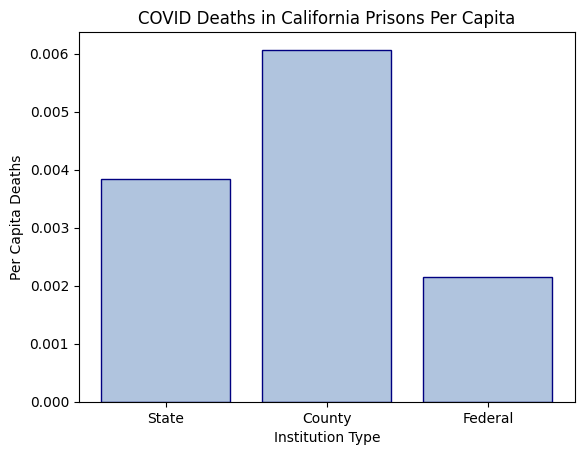 COVID Deaths in California Prisons Per Capita
Per Capita Deaths
0.006
0.005
0.004
0.003
0.002
0.001
0.000
State
County
Federal
Institution Type